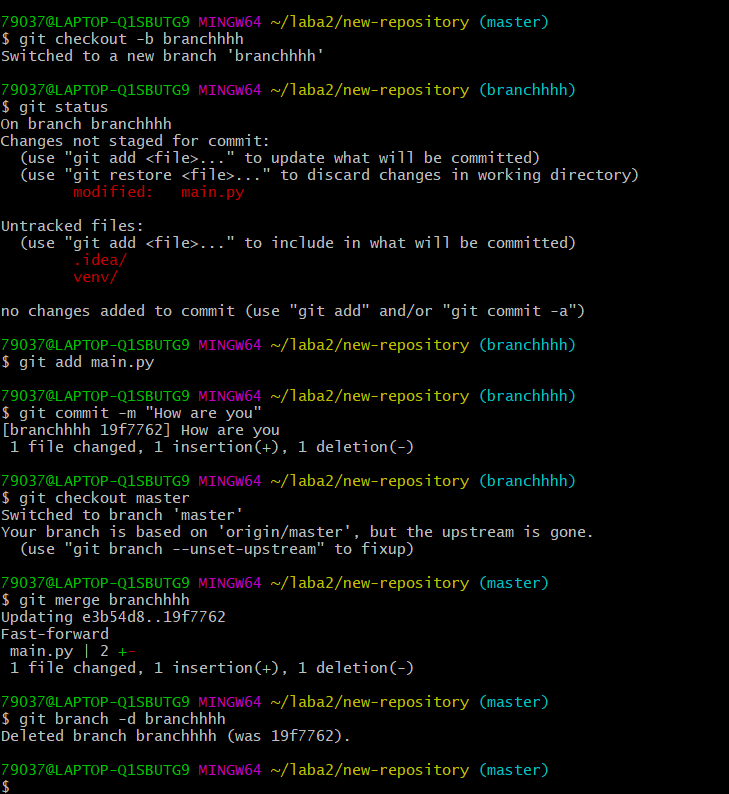 79037@LAPTOP-Q1SBUTG9 MINGW64 ~/laba2/new-repository (master)
$ git checkout -b branchhhh
Switched to a new branch 'branchhhh'
79037@LAPTOP-Q1SBUTG9 MINGW64 ~/laba2/new-repository (branchhhh)
$ git status
On branch branchhhh
Changes not staged for commit:
  (use "git add <file>..." to update what will be committed)
  (use "git restore <file>..." to discard changes in working directory)
        modified:   main.py
Untracked files:
  (use "git add <file>..." to include in what will be committed)
        .idea/
        venv/
no changes added to commit (use "git add" and/or "git commit -a")
79037@LAPTOP-Q1SBUTG9 MINGW64 ~/laba2/new-repository (branchhhh)
$ git add main.py
79037@LAPTOP-Q1SBUTG9 MINGW64 ~/laba2/new-repository (branchhhh)
$ git commit -m "How are you"
[branchhhh 19f7762] How are you
 1 file changed, 1 insertion(+), 1 deletion(-)
79037@LAPTOP-Q1SBUTG9 MINGW64 ~/laba2/new-repository (branchhhh)
$ git checkout master
Switched to branch 'master'
Your branch is based on 'origin/master', but the upstream is gone.
  (use "git branch --unset-upstream" to fixup)
79037@LAPTOP-Q1SBUTG9 MINGW64 ~/laba2/new-repository (master)
$ git merge branchhhh
Updating e3b54d8..19f7762
Fast-forward
 main.py | 2 +-
 1 file changed, 1 insertion(+), 1 deletion(-)
79037@LAPTOP-Q1SBUTG9 MINGW64 ~/laba2/new-repository (master)
$ git branch -d branchhhh
Deleted branch branchhhh (was 19f7762).
79037@LAPTOP-Q1SBUTG9 MINGW64 ~/laba2/new-repository (master)
$